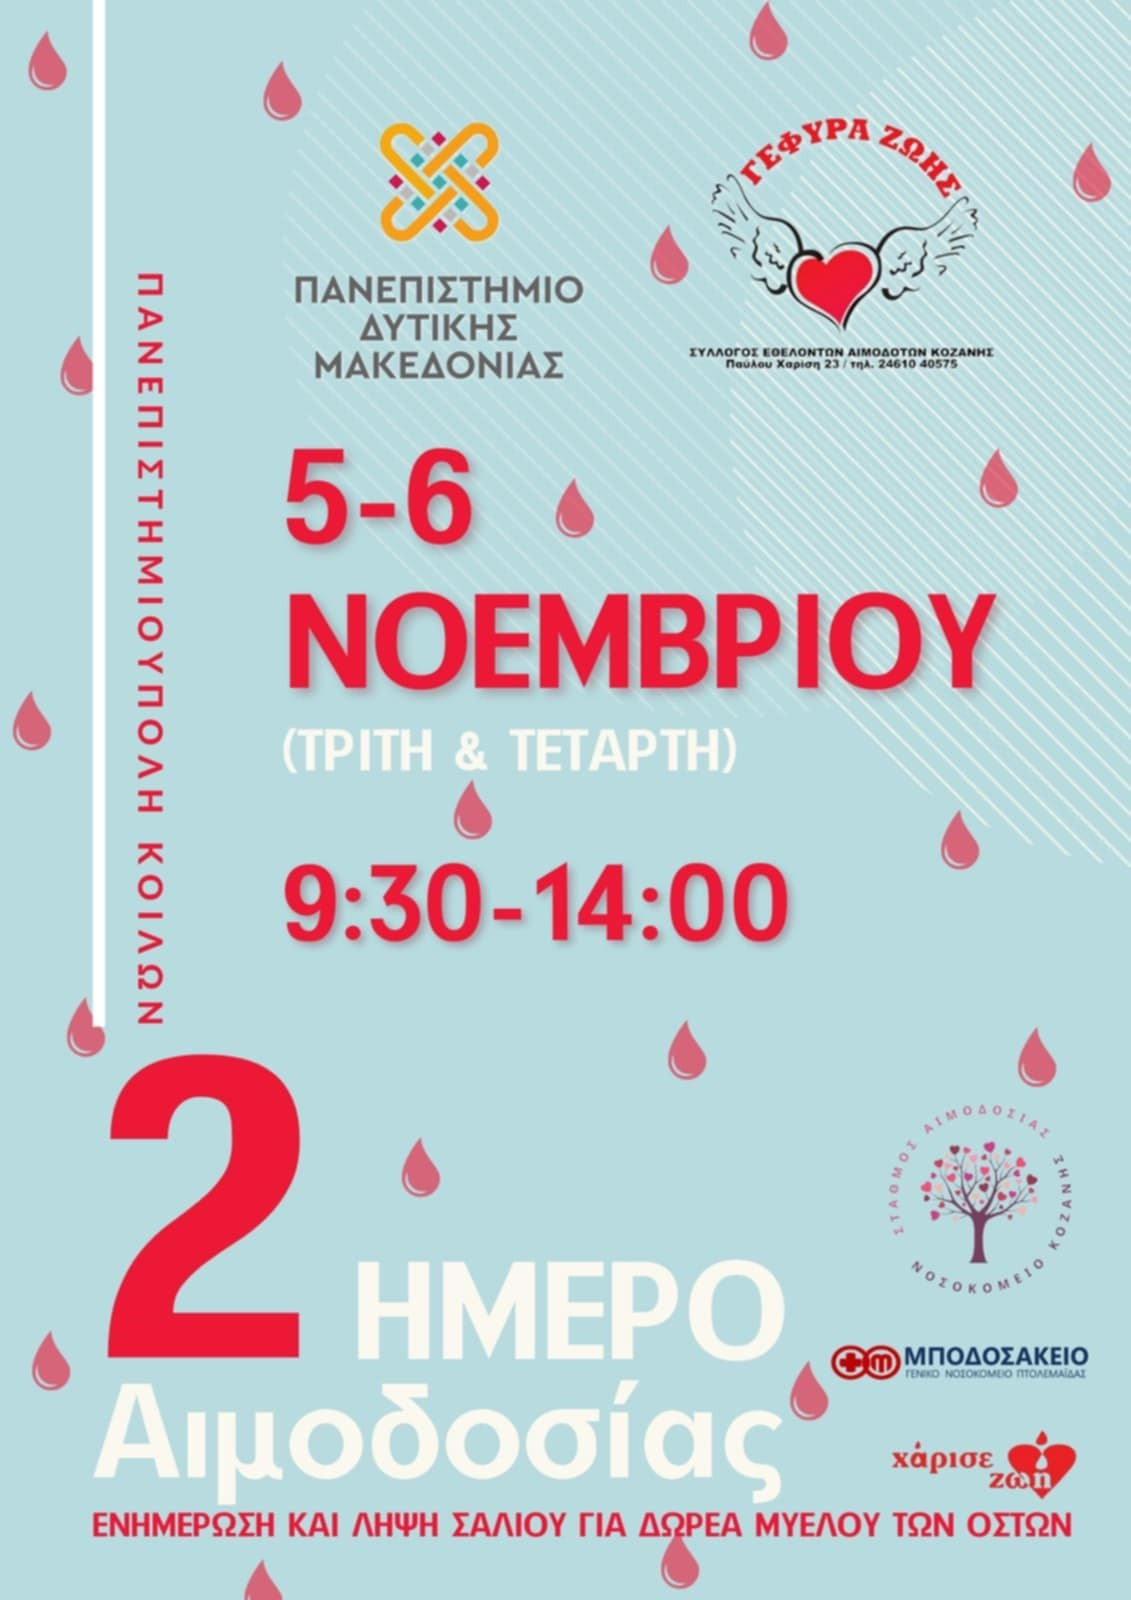 ΓΕΦΥΡΑ ΖΩΗΣ
ΠΑΝΕΠΙΣΤΗΜΙΟ
ΔΥΤΙΚΗΣ
ΜΑΚΕΔΟΝΙΑΣ
ΣΥΛΛΟΓΟΣ ΕΘΕΛΟΝΤΩΝ ΑΙΜΟΔΟΤΩΝ ΚΟΖΑΝΗΣ
Παύλου Χαρίση 23 / τηλ. 24610 40575
ΠΑΝΕΠΙΣΤΗΜΙΟΥΠΟΛΗ ΚΟΙΛΩΝ
5-6
ΝΟΕΜΒΡΙΟΥ
(ΤΡΙΤΗ & ΤΕΤΑΡΤΗ)
9:30-14:00
2
ΗΜΕΡΟ
Αιμοδοσίας
ΣΤΑΘΜΟΣ ΑΙΜΟΔΟΣΙΑΣ
ΝΟΣΟΚΟΜΕΙΟ ΚΟΖΑΝΗΣ
ΜΠΟΔΟΣΑΚΕΙΟ
ΓΕΝΙΚΟ ΝΟΣΟΚΟΜΕΙΟ ΠΤΟΛΕΜΑΪΔΑΣ
χάρισε
ζωή
ΕΝΗΜΕΡΩΣΗ ΚΑΙ ΛΗΨΗ ΣΑΛΙΟΥ ΓΙΑ ΔΩΡΕΑ ΜΥΕΛΟΥ ΤΩΝ ΟΣΤΩΝ